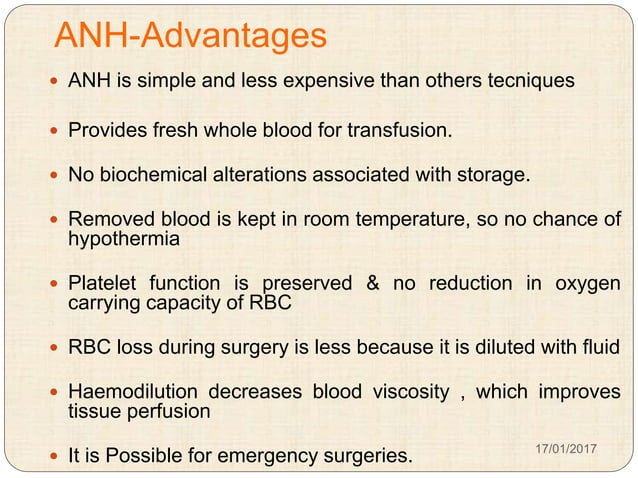 ANH-Advantages
• ANH is simple and less expensive than others tecniques
• Provides fresh whole blood for transfusion.
• No biochemical alterations associated with storage.
• Removed blood is kept in room temperature, so no chance of
hypothermia
• Platelet function is preserved & no reduction in oxygen
carrying capacity of RBC
• RBC loss during surgery is less because it is diluted with fluid
• Haemodilution decreases blood viscosity , which improves
tissue perfusion
• It is Possible for emergency surgeries.
17/01/2017